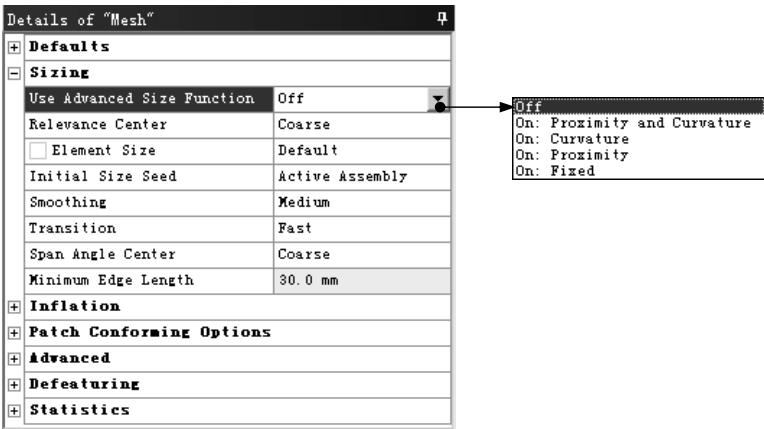 Details of "Mesh"
Defaults
Sizing
Use Advanced Size Function Off
Relevance Center Coarse
Element Size Default
Initial Size Seed Active Assembly
Smoothing Medium
Transition Fast
Span Angle Center Coarse
Minimum Edge Length 30.0 mm
Inflation
Patch Conforming Options
Advanced
Defeaturing
Statistics
Off
On: Proximity and Curvature
On: Curvature
On: Proximity
On: Fixed